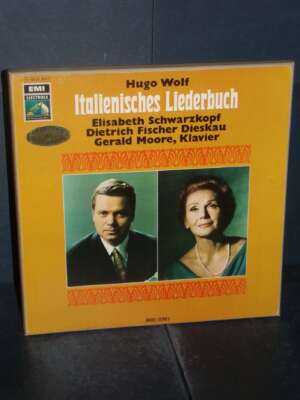 EMI
ELECTROLA
Hugo Wolf
Italienisches Liederbuch
Elisabeth Schwarzkopf
Dietrich Fischer Dieskau
Gerald Moore, Klavier